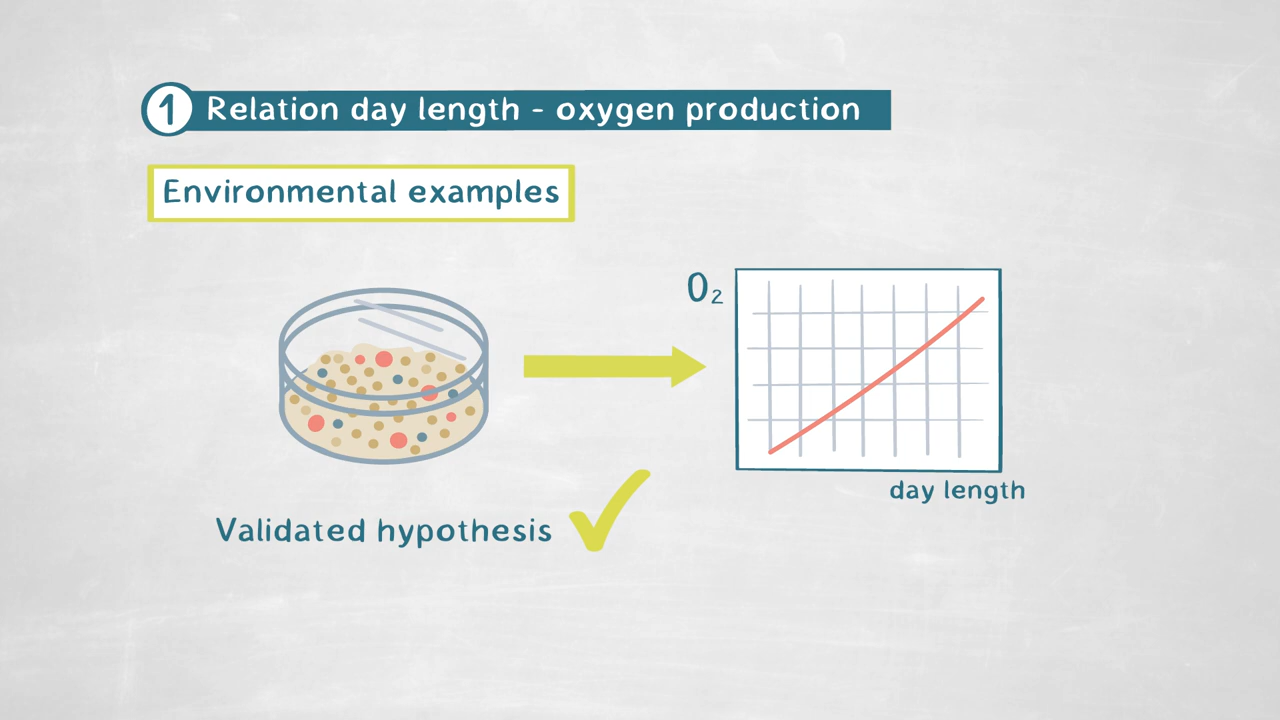 1 Relation day length - oxygen production
Environmental examples
O₂
day length
Validated hypothesis